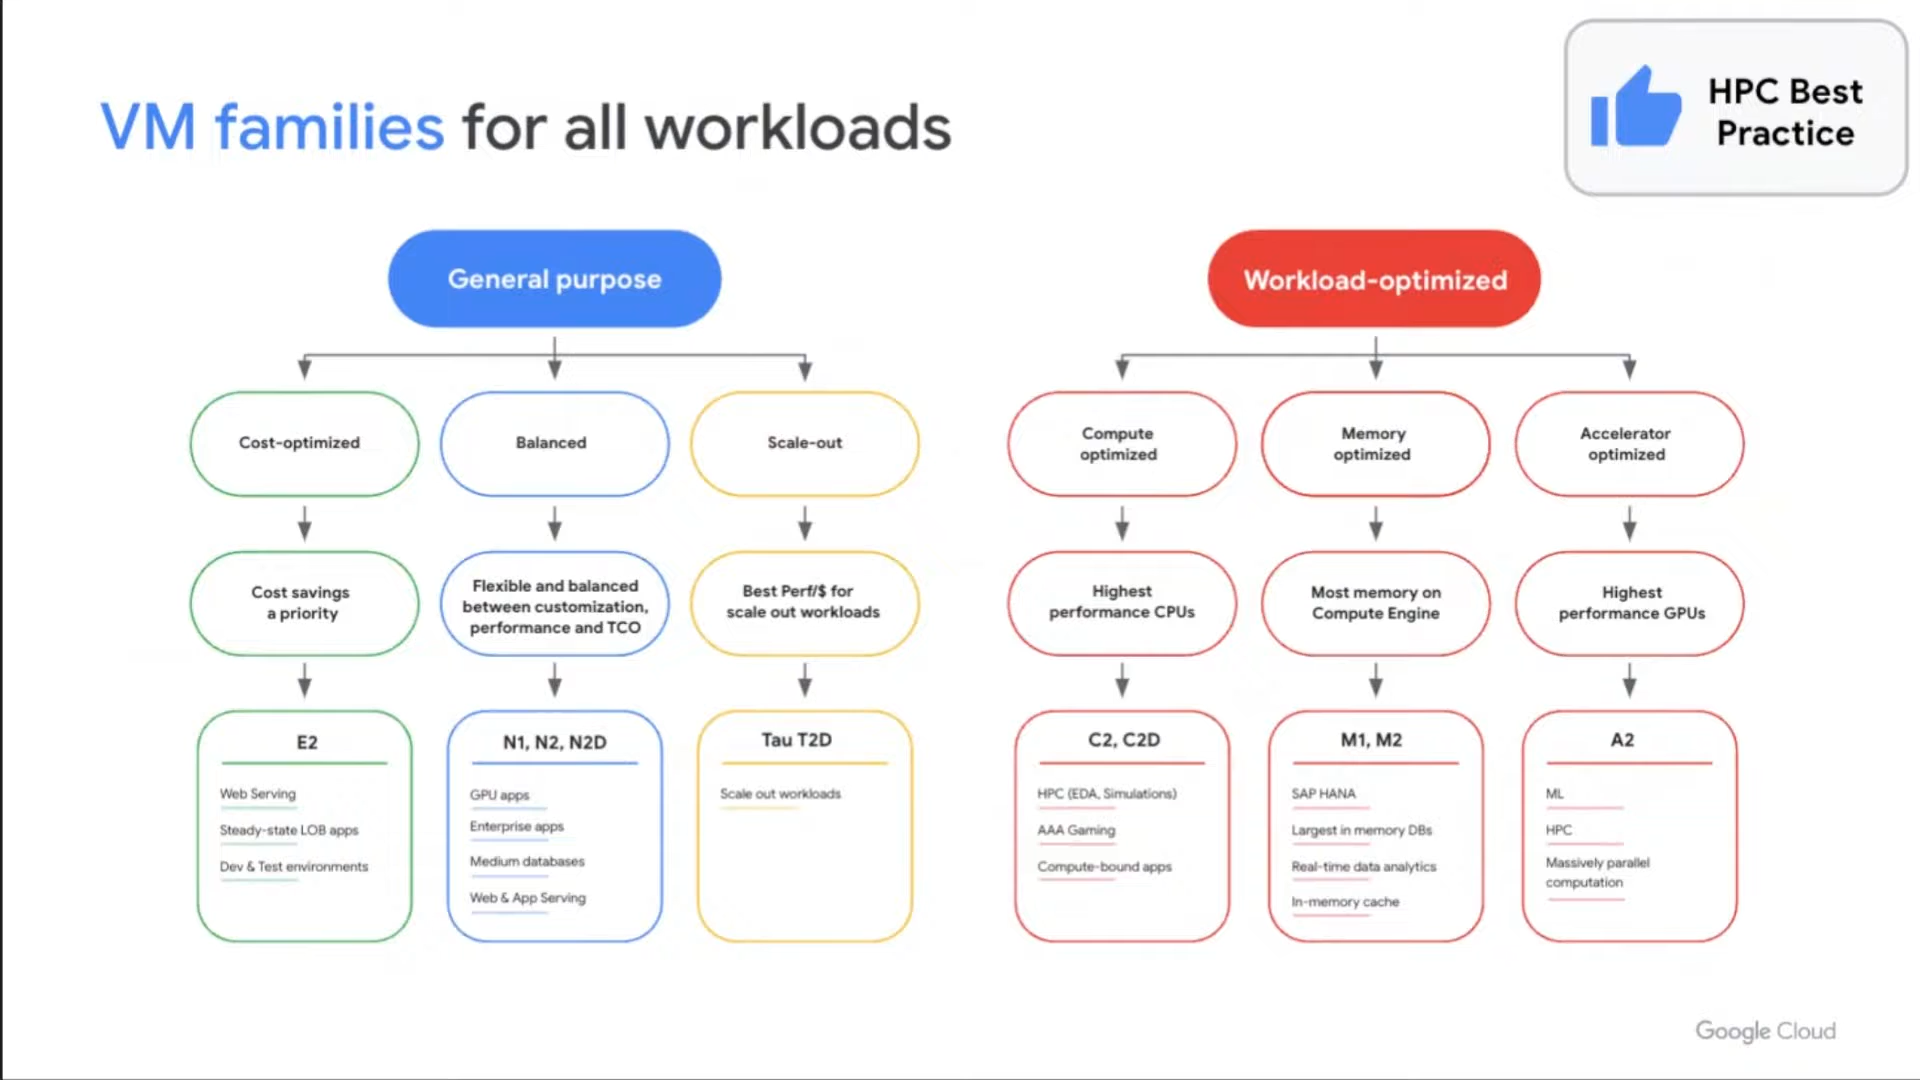 VM families for all workloads
HPC Best
Practice
General purpose
Workload-optimized
Cost-optimized
Balanced
Scale-out
Compute
optimized
Memory
optimized
Accelerator
optimized
Cost savings
a priority
Flexible and balanced
between customization,
performance and TCO
Best Perf/$ for
scale out workloads
Highest
performance CPUs
Most memory on
Compute Engine
Highest
performance GPUs
E2
Web Serving
Steady-state LOB apps
Dev & Test environments
N1, N2, N2D
GPU apps
Enterprise apps
Medium databases
Web & App Serving
Tau T2D
Scale out workloads
C2, C2D
HPC (EDA, Simulations)
AAA Gaming
Compute-bound apps
M1, M2
SAP HANA
Largest in memory DBs
Real-time data analytics
In-memory cache
A2
ML
HPC
Massively parallel
computation
Google Cloud